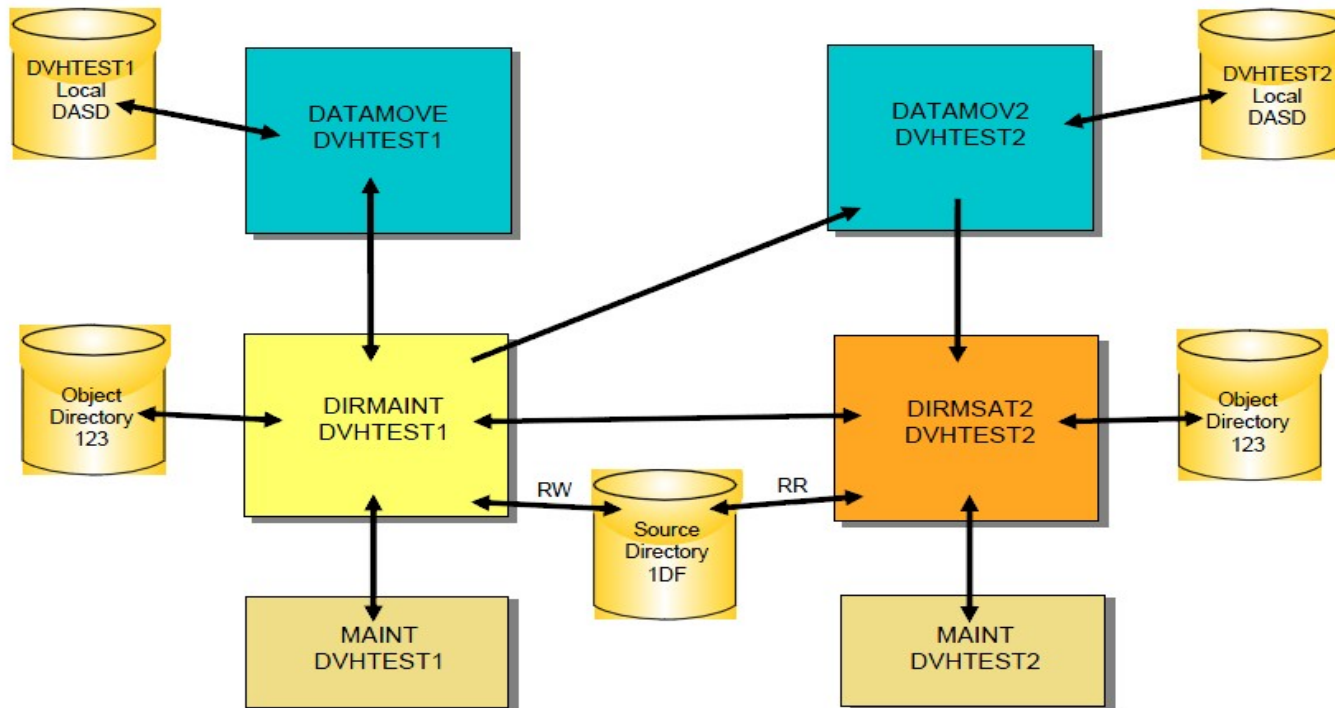 DVHTEST1
Local
DASD
DATAMOVE
DVHTEST1
DATAMOV2
DVHTEST2
DVHTEST2
Local
DASD
Object
Directory
123
DIRMAINT
DVHTEST1
DIRMSAT2
DVHTEST2
Object
Directory
123
RW
RR
Source
Directory
1DF
MAINT
DVHTEST1
MAINT
DVHTEST2